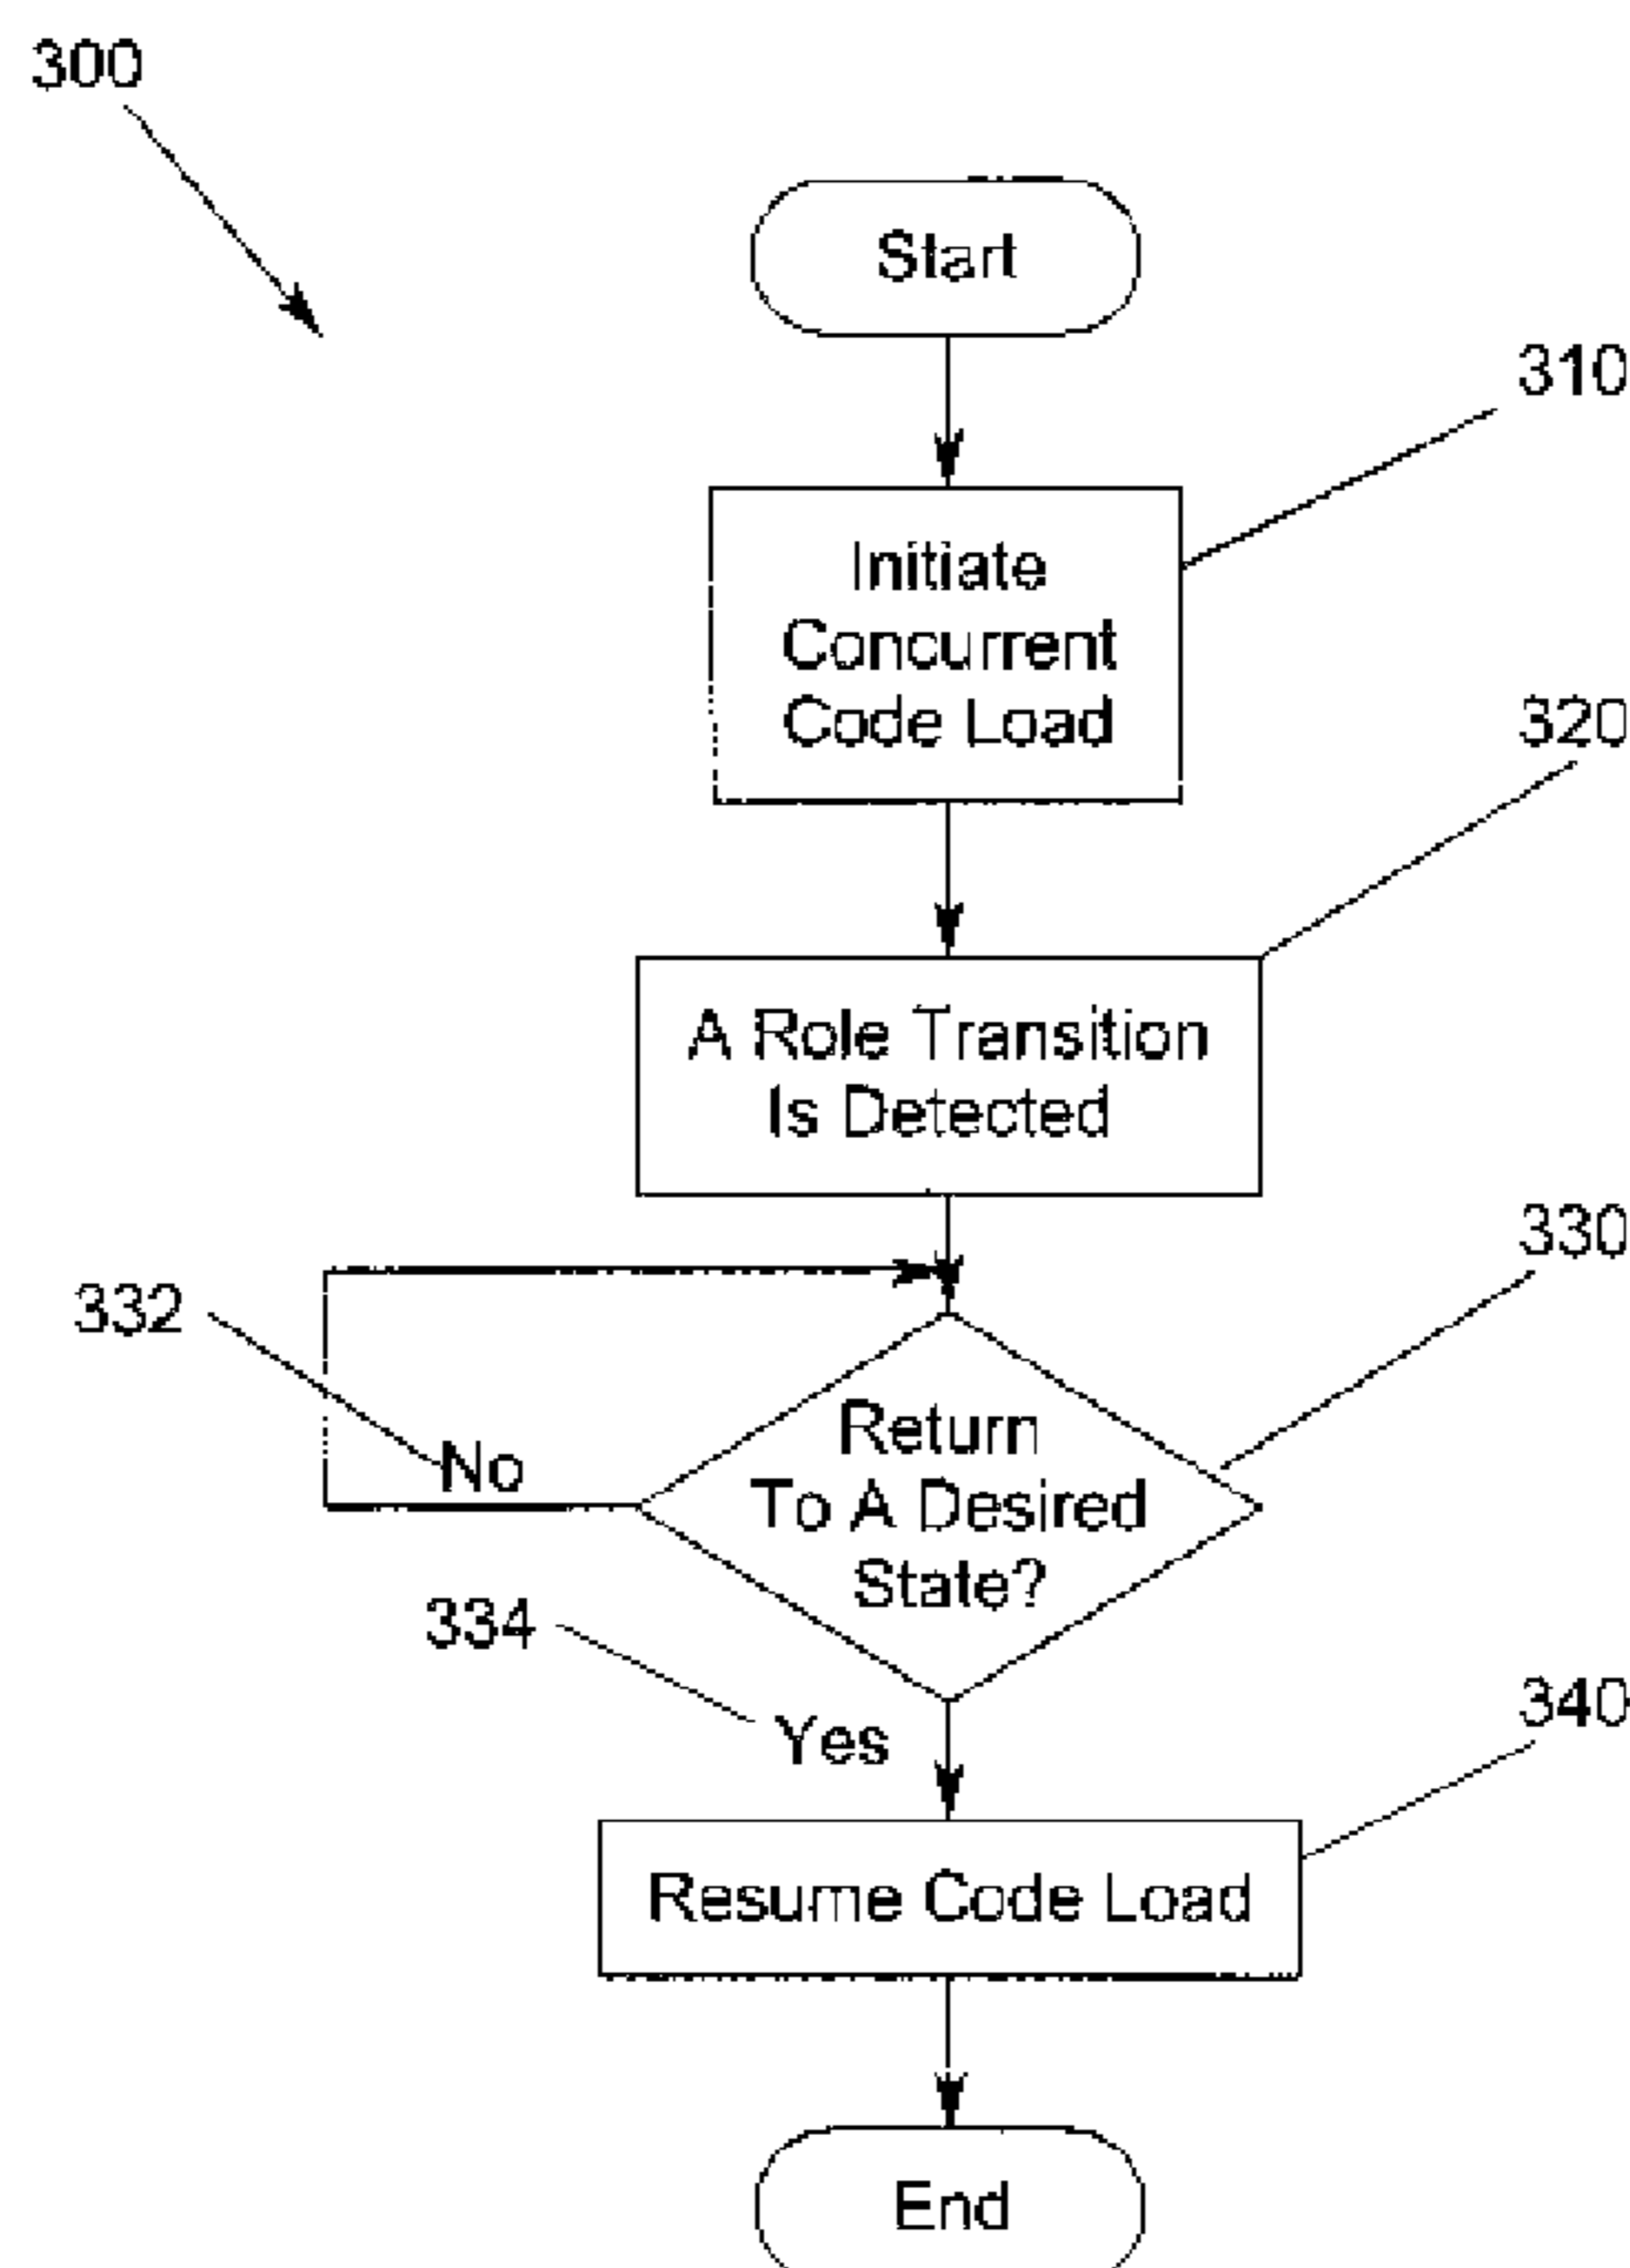 300
Start
310
Initiate
Concurrent
Code Load
320
A Role Transition
Is Detected
330
332
Return
No
To A Desired
State?
334
Yes
340
Resume Code Load
End